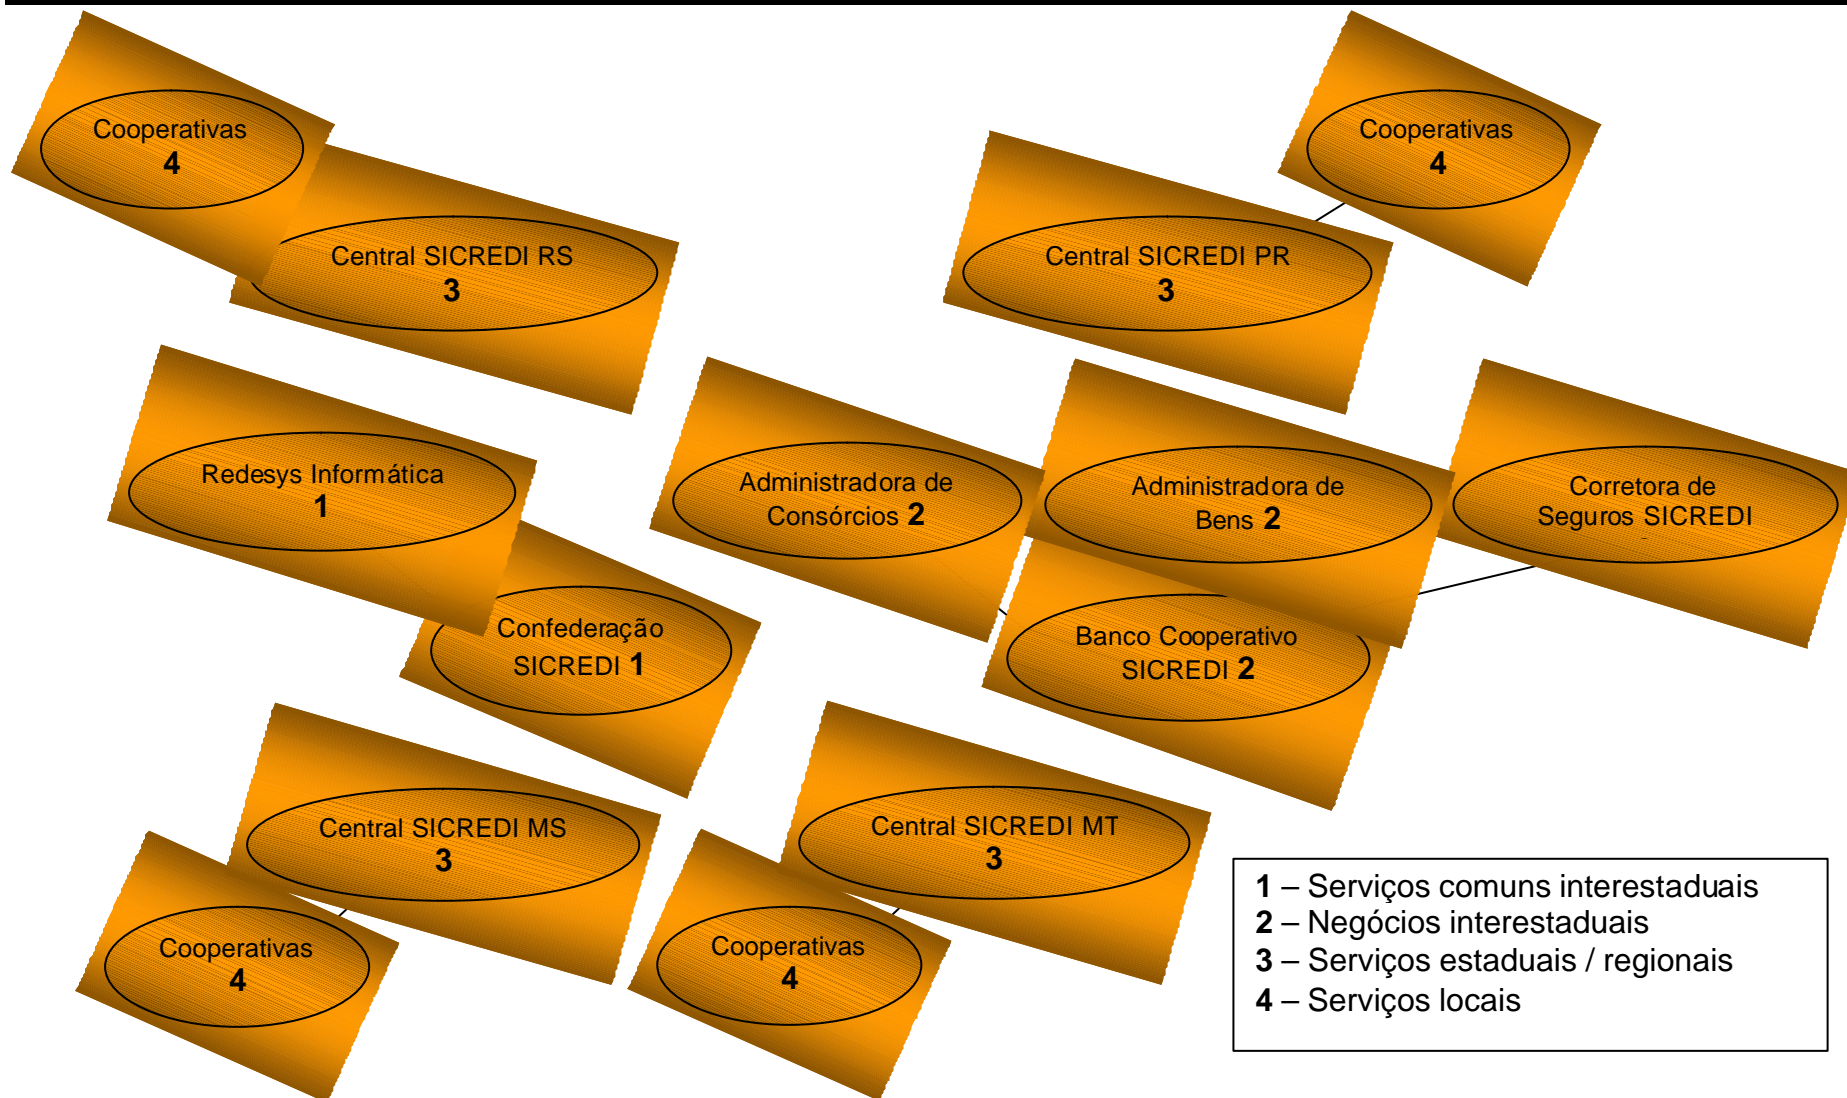 Cooperativas
4
Cooperativas
4
Central SICREDI RS
3
Central SICREDI PR
3
Redesys Informática
1
Administradora de
Consórcios 2
Administradora de
Bens 2
Corretora de
Seguros SICREDI
Confederação
SICREDI 1
Banco Cooperativo
SICREDI 2
Central SICREDI MS
3
Central SICREDI MT
3
Cooperativas
4
Cooperativas
4
1 – Serviços comuns interestaduais
2 – Negócios interestaduais
3 – Serviços estaduais / regionais
4 – Serviços locais